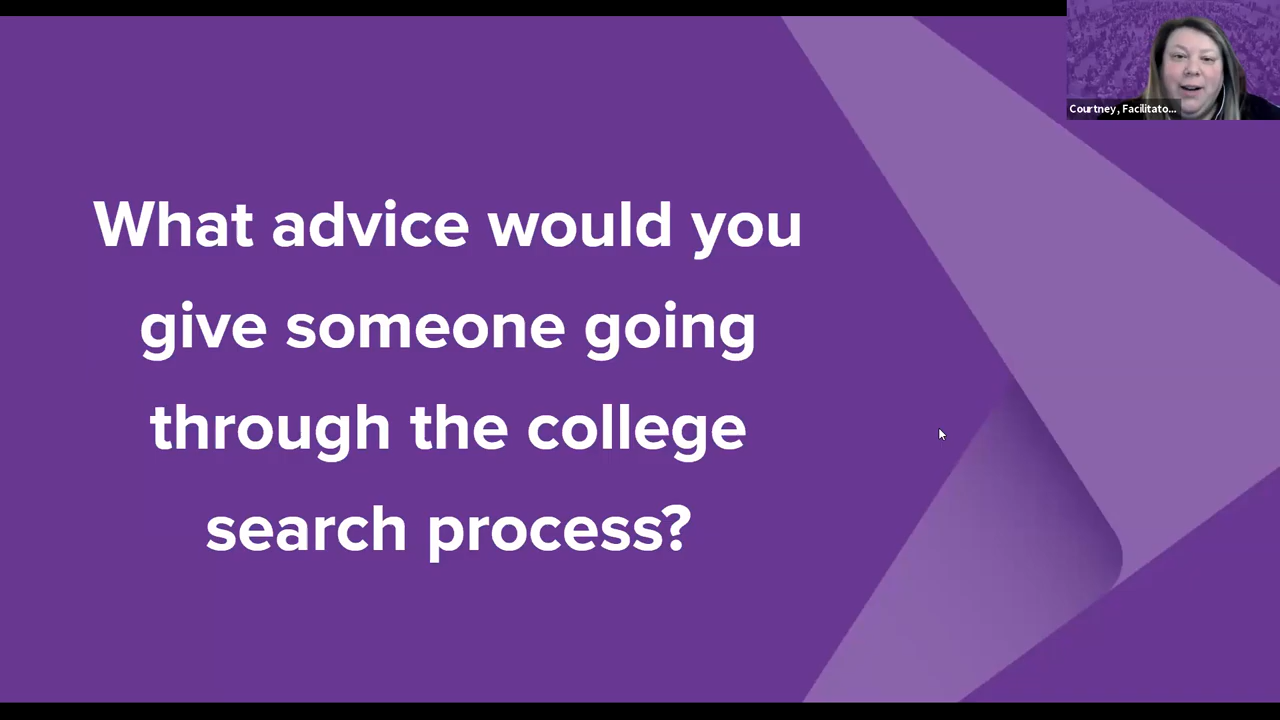 Courtney, Facilitato...
What advice would you
give someone going
through the college
search process?